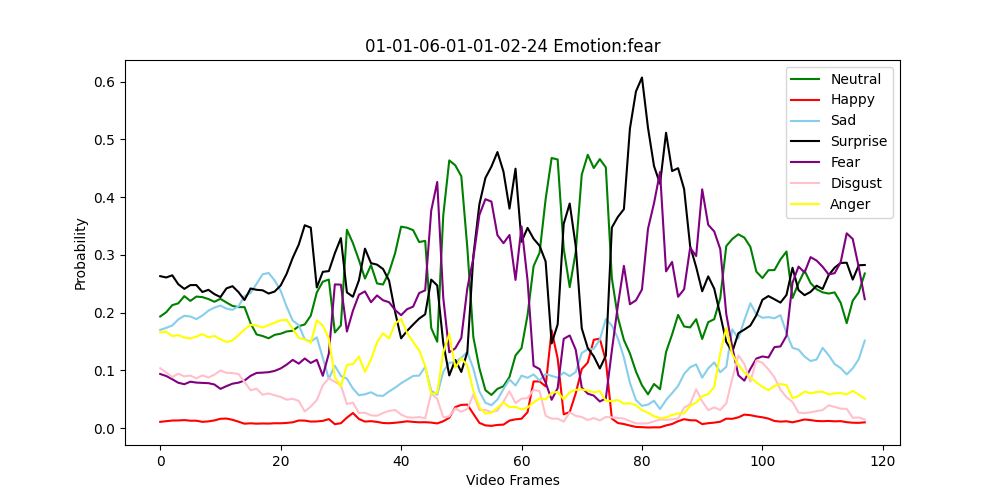 01-01-06-01-01-02-24 Emotion:fear
Probability
0.6
0.5
0.4
0.3
0.2
0.1
0.0
0 20 40 60 80 100 120
Video Frames
Neutral
Happy
Sad
Surprise
Fear
Disgust
Anger